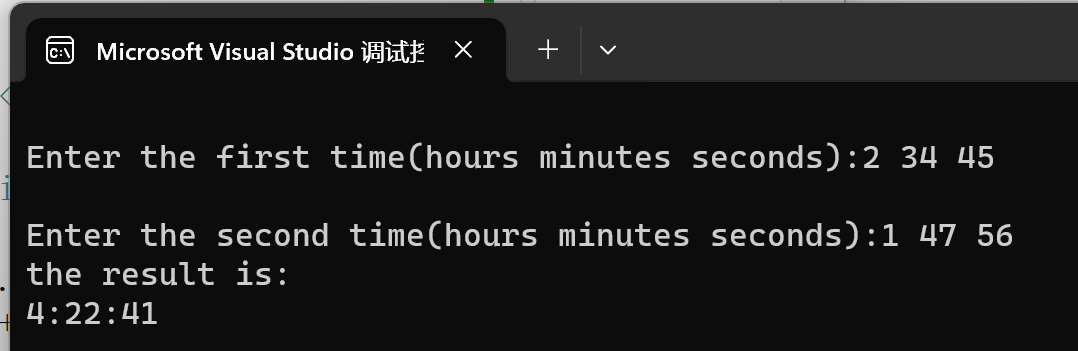 Microsoft Visual Studio 调试
Enter the first time(hours minutes seconds):2 34 45
Enter the second time(hours minutes seconds):1 47 56
the result is:
4:22:41